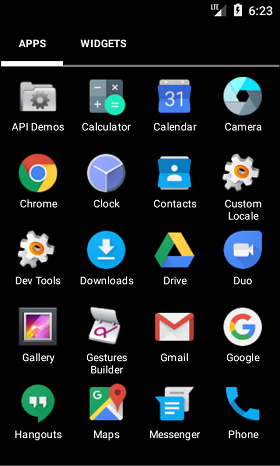 LTE 6:23
APPS WIDGETS
31
API Demos Calculator Calendar Camera
Chrome Clock Contacts Custom
Locale
Dev Tools Downloads Drive Duo
Gallery Gestures Gmail Google
Builder
Hangouts Maps Messenger Phone